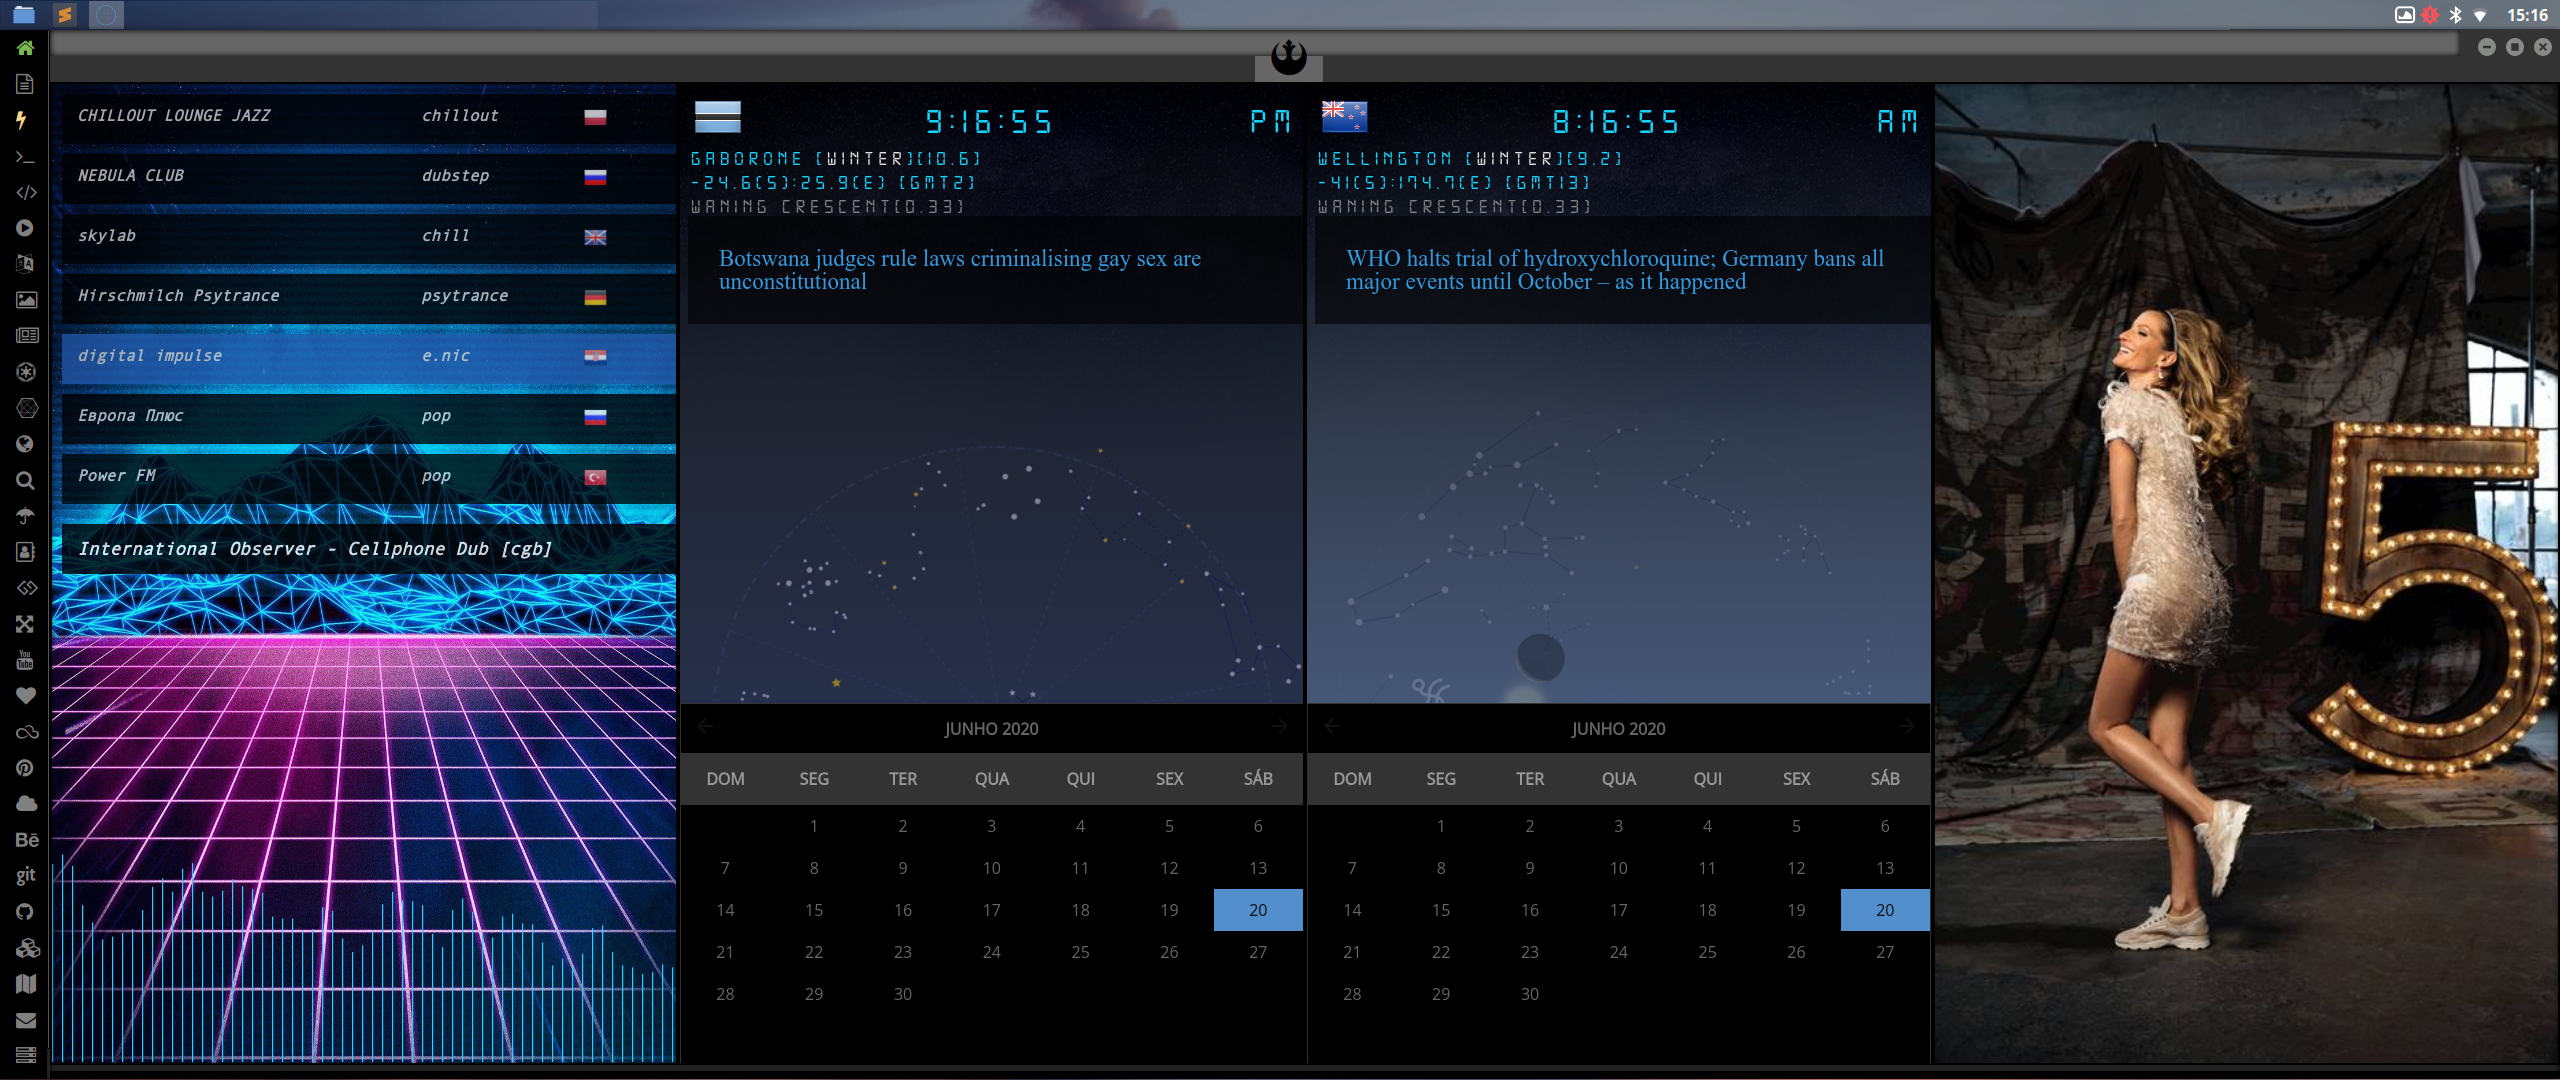 15:16
CHILLOUT LOUNGE JAZZ chillout
NEBULA CLUB dubstep
skylab chill
Hirschmilch Psytrance psytrance
digital impulse e.nic
Европа Плюс pop
Power FM pop
International Observer - Cellphone Dub [cgb]
9:16:55 PM
GABORONE [WINTER][10.6]
-24.6(S):25.9(E) [GMT2]
WANING CRESCENT[0.33]
Botswana judges rule laws criminalising gay sex are
unconstitutional
JUNHO 2020
DOM SEG TER QUA QUI SEX SÁB
1 2 3 4 5 6
7 8 9 10 11 12 13
14 15 16 17 18 19 20
21 22 23 24 25 26 27
28 29 30
8:16:55 AM
WELLINGTON [WINTER][9.2]
-41(S):174.7(E) [GMT13]
WANING CRESCENT[0.33]
WHO halts trial of hydroxychloroquine; Germany bans all
major events until October – as it happened
JUNHO 2020
DOM SEG TER QUA QUI SEX SÁB
1 2 3 4 5 6
7 8 9 10 11 12 13
14 15 16 17 18 19 20
21 22 23 24 25 26 27
28 29 30
5
You
Tube
Bē
git